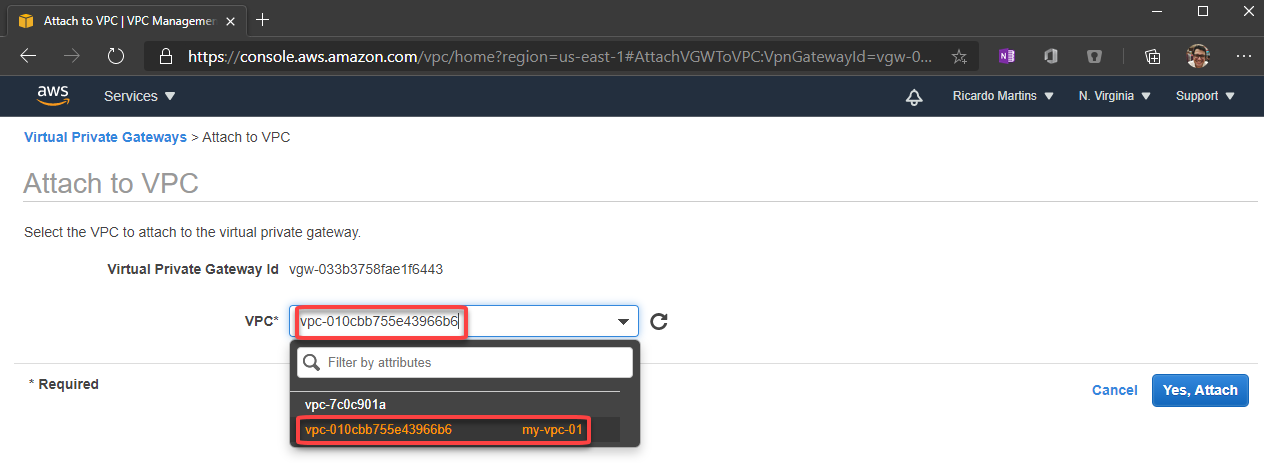 Attach to VPC | VPC Managemen
https://console.aws.amazon.com/vpc/home?region=us-east-1#AttachVGWToVPC:VpnGatewayId=vgw-0...
aws Services Ricardo Martins N. Virginia Support
Virtual Private Gateways > Attach to VPC
Attach to VPC
Select the VPC to attach to the virtual private gateway.
Virtual Private Gateway Id vgw-033b3758fae1f6443
VPC* vpc-010cbb755e43966b6
Filter by attributes
* Required
Cancel Yes, Attach
vpc-7c0c901a
vpc-010cbb755e43966b6 my-vpc-01